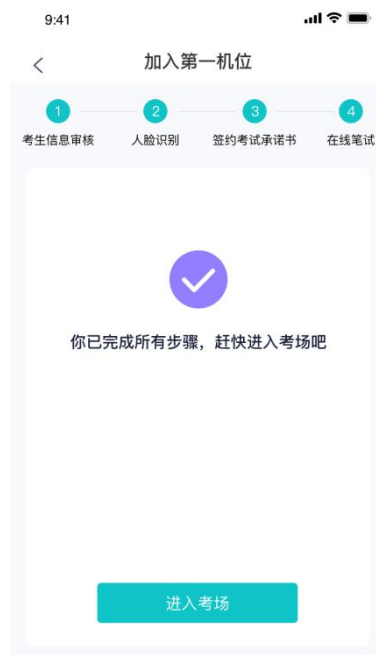 9:41
加入第一机位
1 2 3 4
考生信息审核 人脸识别 签约考试承诺书 在线笔试
你已完成所有步骤，赶快进入考场吧
进入考场